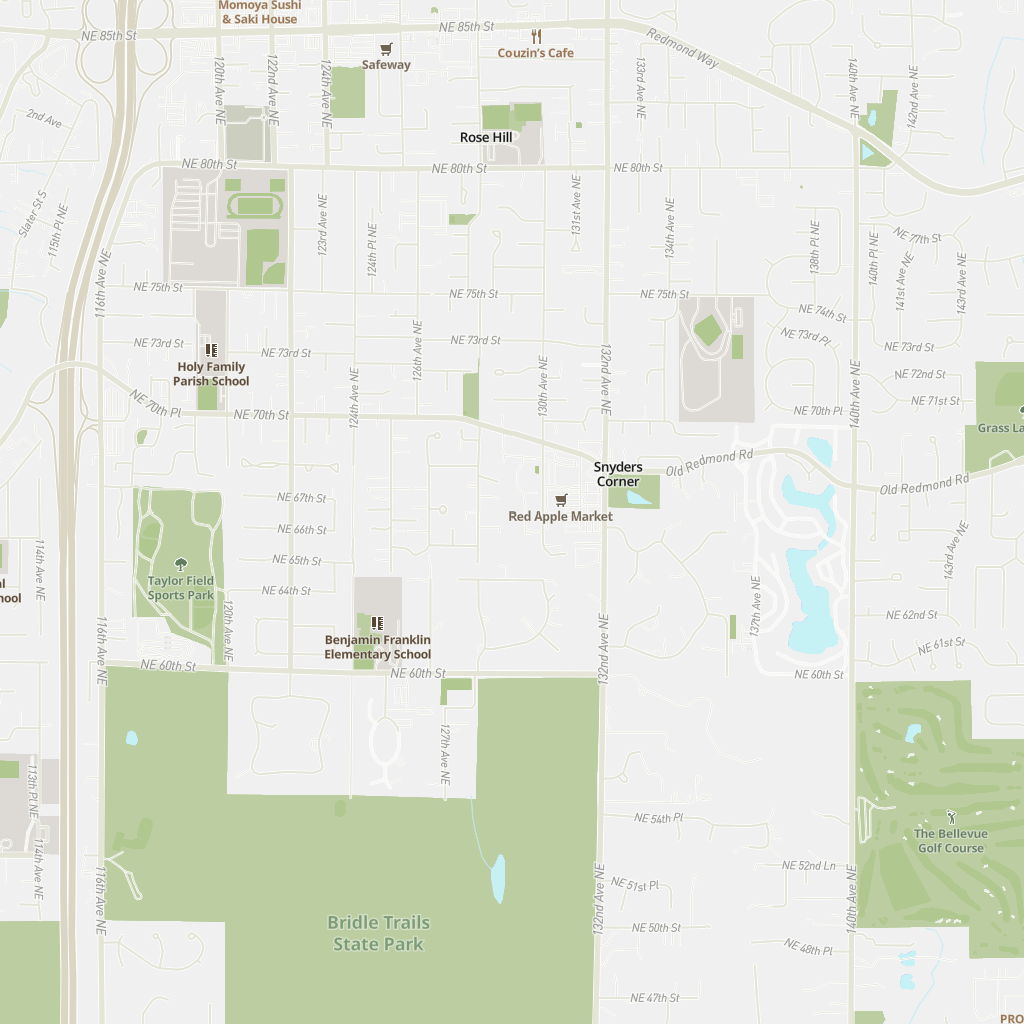 Momoya Sushi
& Saki House
NE 85th St
NE 85th St
Couzin's Cafe
Redmond Way
Safeway
120th Ave NE
122nd Ave NE
124th Ave NE
133rd Ave NE
140th Ave NE
142nd Ave NE
2nd Ave
Rose Hill
NE 80th St
NE 80th St
NE 80th St
Slater St S
115th Pl NE
123rd Ave NE
124th Pl NE
131st Ave NE
134th Ave NE
138th Pl NE
140th Pl NE
NE 77th St
141st Ave NE
143rd Ave NE
116th Ave NE
NE 75th St
NE 75th St
NE 75th St
NE 74th St
NE 73rd Pl
NE 73rd St
NE 73rd St
NE 73rd St
NE 73rd St
126th Ave NE
132nd Ave NE
Holy Family
Parish School
124th Ave NE
130th Ave NE
140th Ave NE
NE 72nd St
NE 71st St
NE 70th Pl
NE 70th St
NE 70th Pl
Grass La
Snyders
Corner
Old Redmond Rd
Old Redmond Rd
NE 67th St
Red Apple Market
NE 66th St
114th Ave NE
NE 65th St
143rd Ave NE
Taylor Field
Sports Park
al
hool
NE 64th St
120th Ave NE
137th Ave NE
NE 62nd St
116th Ave NE
Benjamin Franklin
Elementary School
132nd Ave NE
NE 61st St
NE 60th St
NE 60th St
NE 60th St
127th Ave NE
113th Pl NE
NE 54th Pl
The Bellevue
Golf Course
114th Ave NE
116th Ave NE
132nd Ave NE
NE 52nd Ln
140th Ave NE
NE 51st Pl
Bridle Trails
State Park
NE 50th St
NE 48th Pl
NE 47th St
PRO